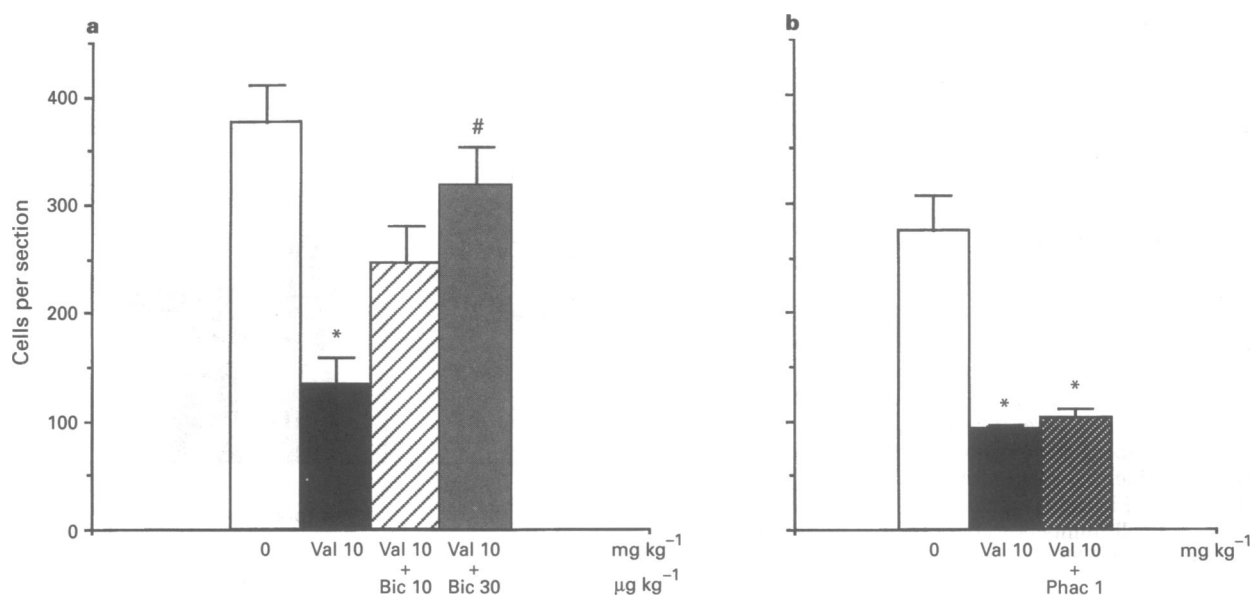 a
400
300
200
100
0
Cells per section
*
#
0 Val 10 Val 10 Val 10 mg kg⁻¹
+ +
Bic 10 Bic 30 µg kg⁻¹
b
*
*
0 Val 10 Val 10 mg kg⁻¹
+
Phac 1